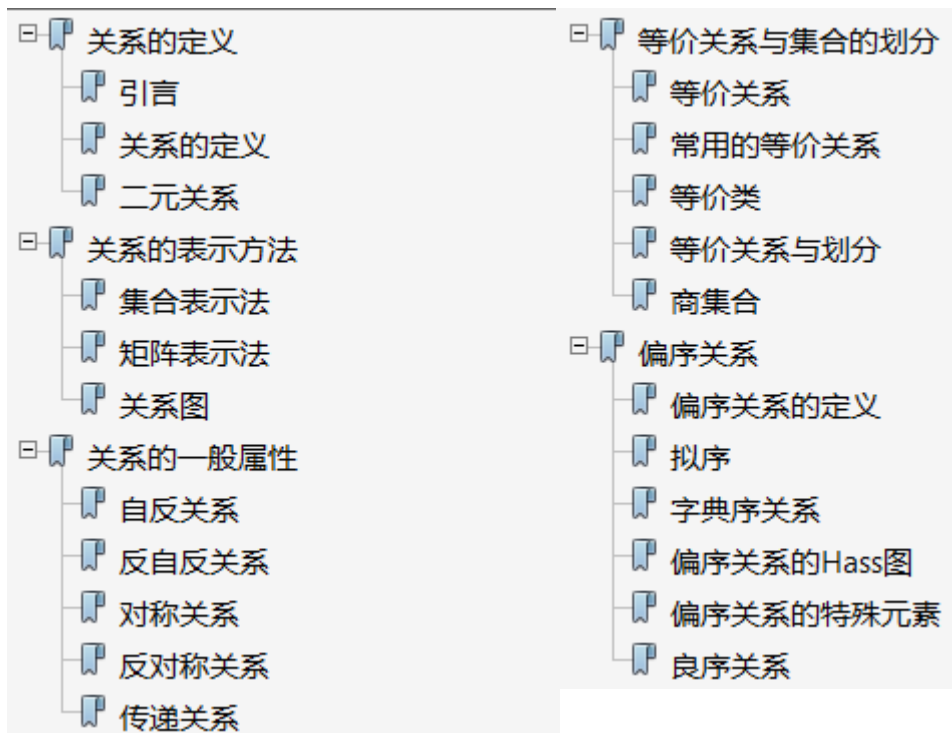 关系的定义
引言
关系的定义
二元关系
关系的表示方法
集合表示法
矩阵表示法
关系图
关系的一般属性
自反关系
反自反关系
对称关系
反对称关系
传递关系
等价关系与集合的划分
等价关系
常用的等价关系
等价类
等价关系与划分
商集合
偏序关系
偏序关系的定义
拟序
字典序关系
偏序关系的Hass图
偏序关系的特殊元素
良序关系